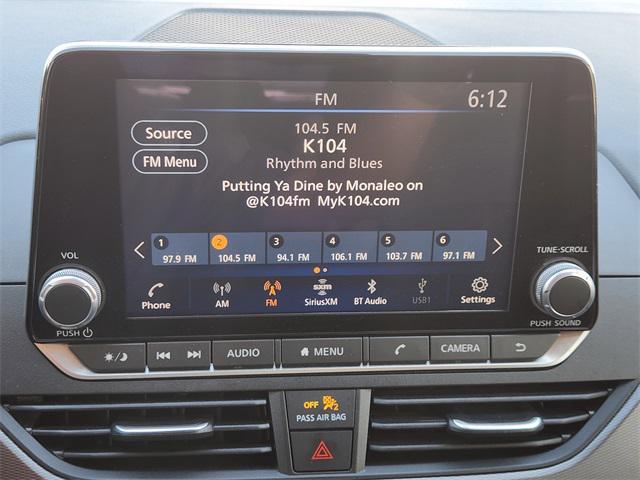 FM
6:12
Source
FM Menu
104.5 FM
K104
Rhythm and Blues
Putting Ya Dine by Monaleo on
@K104fm MyK104.com
1 2 3 4 5 6
97.9 FM 104.5 FM 94.1 FM 106.1 FM 103.7 FM 97.1 FM
Phone AM FM SiriusXM BT Audio USB1 Settings
sxm
VOL
PUSH
TUNE-SCROLL
PUSH SOUND
AUDIO MENU CAMERA
OFF 2
PASS AIR BAG